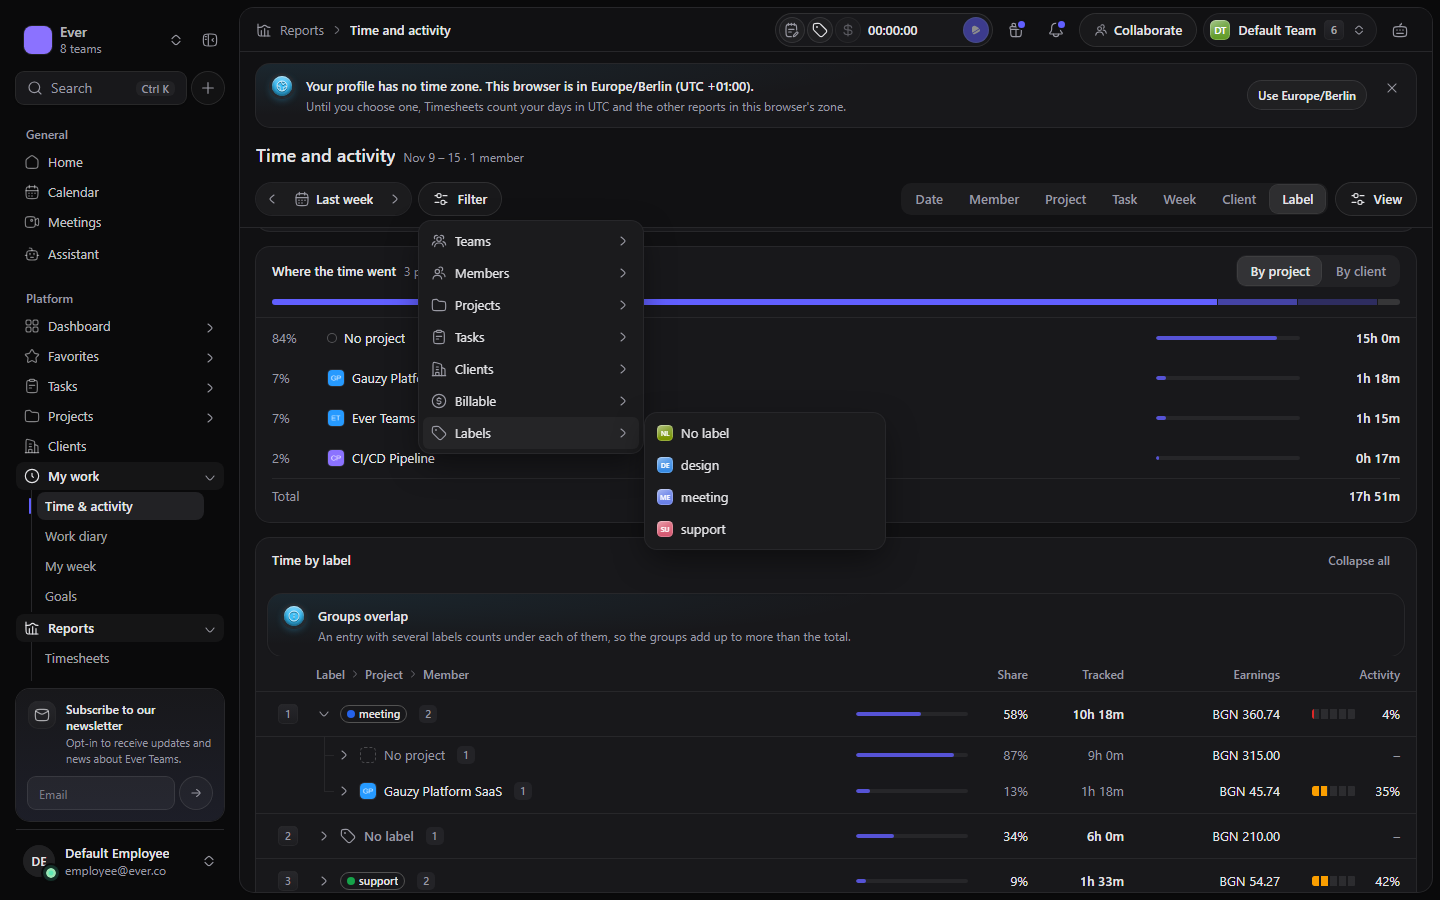 Ever
8 teams
Search
Ctrl K
General
Home
Calendar
Meetings
Assistant
Platform
Dashboard
Favorites
Tasks
Projects
Clients
My work
Time & activity
Work diary
My week
Goals
Reports
Timesheets
Subscribe to our
newsletter
Opt-in to receive updates and
news about Ever Teams.
Email
DE
Default Employee
employee@ever.co
Reports
Time and activity
00:00:00
Collaborate
DT
Default Team
6
Your profile has no time zone. This browser is in Europe/Berlin (UTC +01:00).
Until you choose one, Timesheets count your days in UTC and the other reports in this browser's zone.
Use Europe/Berlin
Time and activity
Nov 9 – 15 · 1 member
Last week
Filter
Date
Member
Project
Task
Week
Client
Label
View
Teams
Members
Projects
Tasks
Clients
Billable
Labels
NL No label
DE design
ME meeting
SU support
Where the time went
3 p
By project
By client
84%
No project
15h 0m
7%
GP
Gauzy Platf
1h 18m
7%
ET
Ever Teams
1h 15m
2%
CP
CI/CD Pipeline
0h 17m
Total
17h 51m
Time by label
Collapse all
Groups overlap
An entry with several labels counts under each of them, so the groups add up to more than the total.
Label
Project
Member
Share
Tracked
Earnings
Activity
1
meeting
2
58%
10h 18m
BGN 360.74
4%
No project
1
87%
9h 0m
BGN 315.00
–
GP
Gauzy Platform SaaS
1
13%
1h 18m
BGN 45.74
35%
2
No label
1
34%
6h 0m
BGN 210.00
–
3
support
2
9%
1h 33m
BGN 54.27
42%